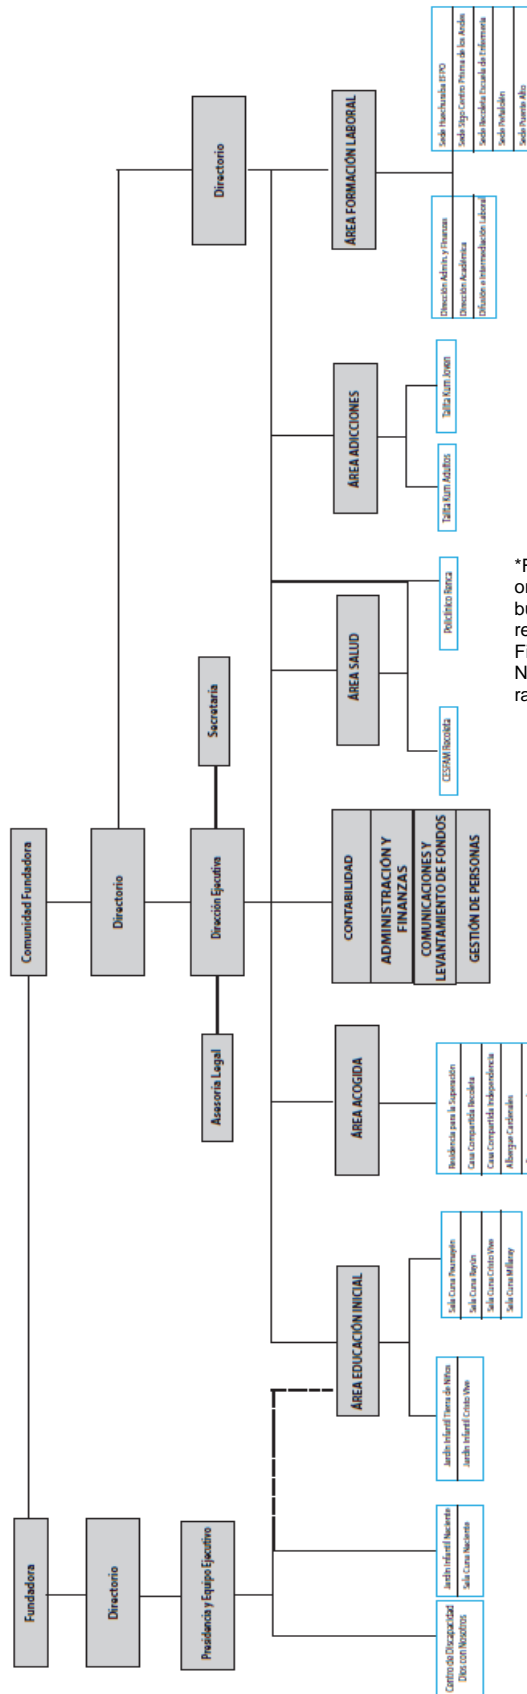 Fundadora
Comunidad Fundadora
Directorio
Directorio
Directorio
Presidencia y Equipo Ejecutivo
Asesoría Legal
Dirección Ejecutiva
Secretaria
ÁREA EDUCACIÓN INICIAL
ÁREA ACOGIDA
CONTABILIDAD
ADMINISTRACIÓN Y
FINANZAS
COMUNICACIONES Y
LEVANTAMIENTO DE FONDOS
GESTIÓN DE PERSONAS
ÁREA SALUD
ÁREA ADICCIONES
ÁREA FORMACIÓN LABORAL
Centro de Discapacidad
Dios con Nosotros
Jardín Infantil Naciente
Sala Cuna Naciente
Jardín Infantil Tierra de Niños
Jardín Infantil Cristo Vive
Sala Cuna Peumayén
Sala Cuna Rayún
Sala Cuna Cristo Vive
Sala Cuna Millaray
Residencia para la Superación
Casa Compartida Recoleta
Casa Compartida Independencia
Albergue Cardenales
CESFAM Recoleta
Policlínico Renca
Talita Kum Adultos
Talita Kum Joven
Dirección Admin. y Finanzas
Dirección Académica
Difusión e Intermediación Laboral
Sede Huechuraba EFPO
Sede Stgo Centro Prisma de los Andes
Sede Recoleta Escuela de Enfermería
Sede Peñalolén
Sede Puente Alto